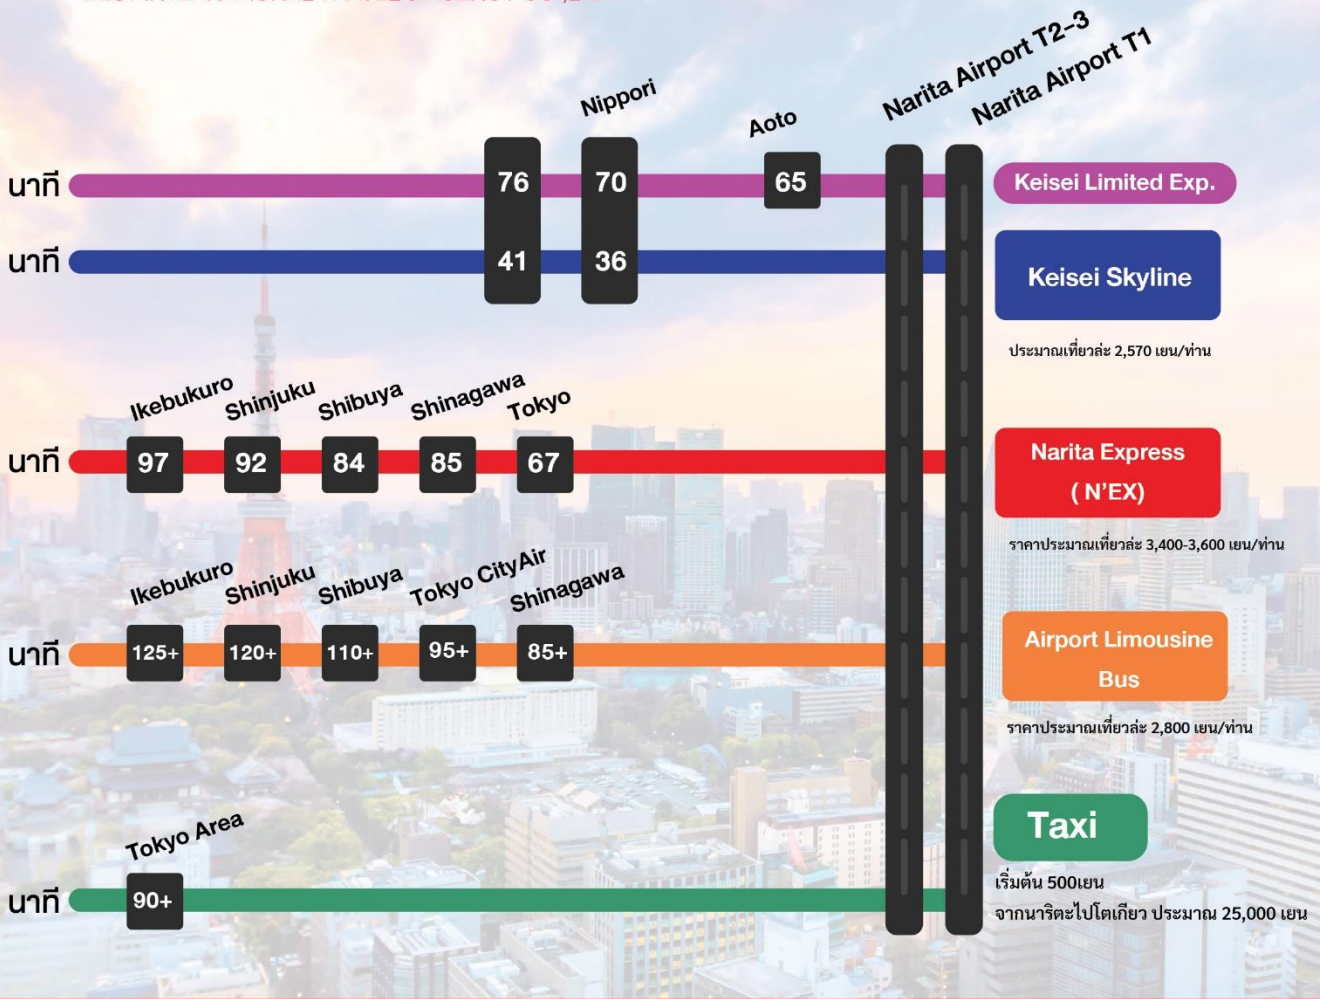 Narita Airport T2-3
Narita Airport T1
Nippori
Aoto
นาที
76
70
65
Keisei Limited Exp.
นาที
41
36
Keisei Skyline
ประมาณเที่ยวล่ะ 2,570 เยน/ท่าน
Ikebukuro
Shinjuku
Shibuya
Shinagawa
Tokyo
นาที
97
92
84
85
67
Narita Express
( N'EX)
ราคาประมาณเที่ยวล่ะ 3,400-3,600 เยน/ท่าน
Ikebukuro
Shinjuku
Shibuya
Tokyo CityAir
Shinagawa
นาที
125+
120+
110+
95+
85+
Airport Limousine
Bus
ราคาประมาณเที่ยวล่ะ 2,800 เยน/ท่าน
Tokyo Area
นาที
90+
Taxi
เริ่มต้น 500เยน
จากนาริตะไปโตเกียว ประมาณ 25,000 เยน